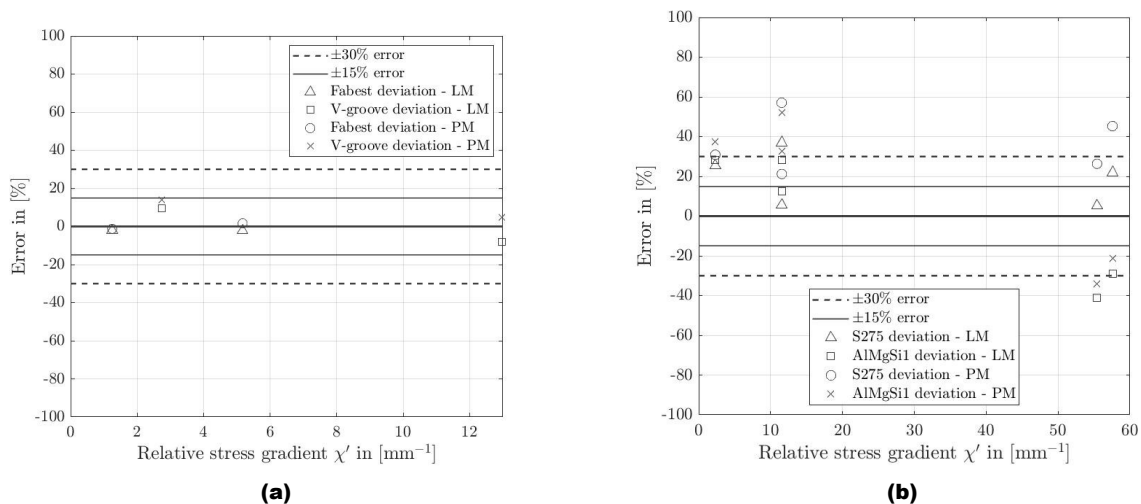 100
80
60
40
20
0
-20
-40
-60
-80
-100
Error in [%]
±30% error
±15% error
Fabest deviation - LM
V-groove deviation - LM
Fabest deviation - PM
V-groove deviation - PM
0 2 4 6 8 10 12
Relative stress gradient χ′ in [mm⁻¹]
(a)
100
80
60
40
20
0
-20
-40
-60
-80
-100
Error in [%]
±30% error
±15% error
S275 deviation - LM
AlMgSi1 deviation - LM
S275 deviation - PM
AlMgSi1 deviation - PM
0 10 20 30 40 50 60
Relative stress gradient χ′ in [mm⁻¹]
(b)